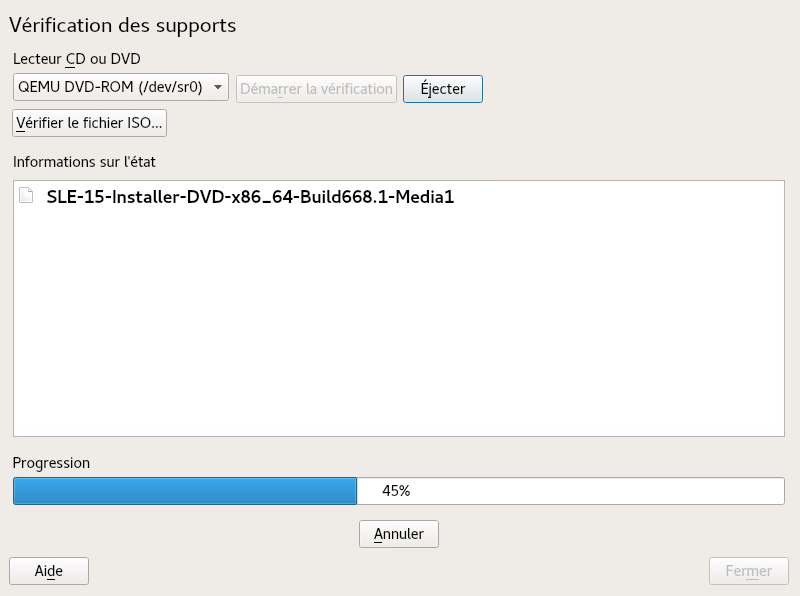 Vérification des supports
Lecteur CD ou DVD
QEMU DVD-ROM (/dev/sr0)
Démarrer la vérification
Éjecter
Vérifier le fichier ISO...
Informations sur l'état
SLE-15-Installer-DVD-x86_64-Build668.1-Media1
Progression
45%
Annuler
Aide
Fermer